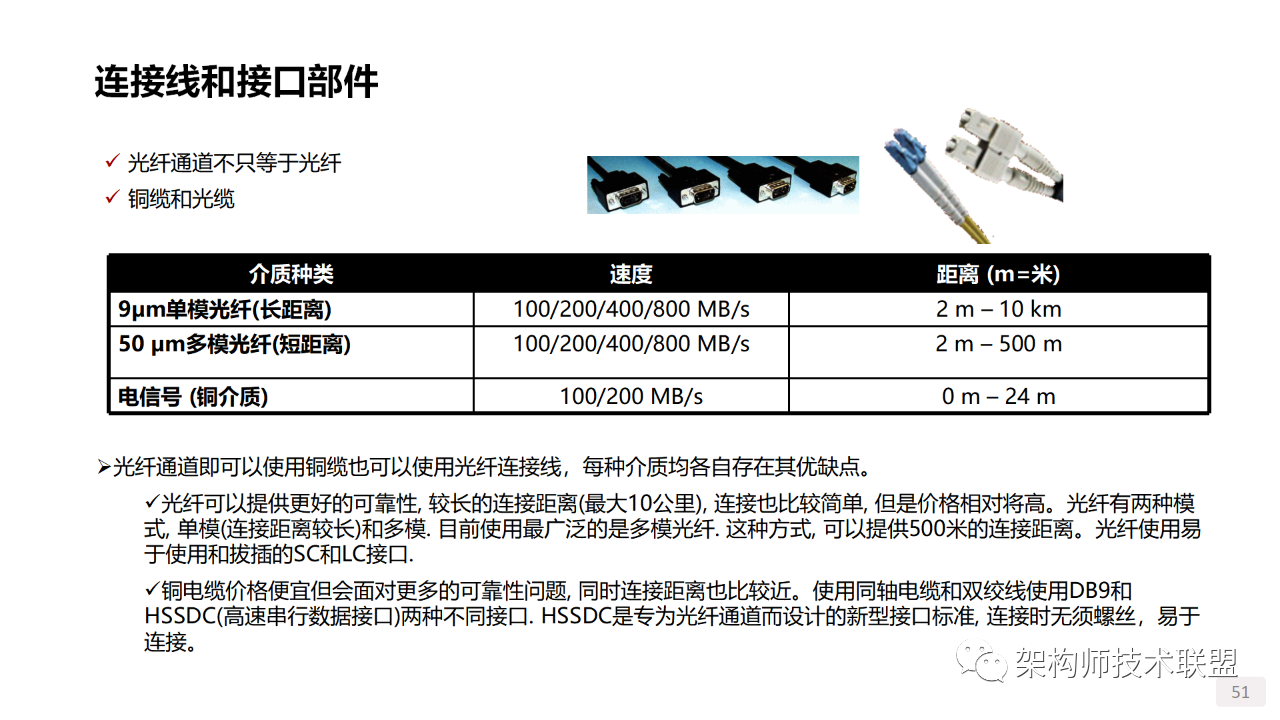 连接线和接口部件
✓ 光纤通道不只等于光纤
✓ 铜缆和光缆
介质种类 速度 距离 (m=米)
9μm单模光纤(长距离) 100/200/400/800 MB/s 2 m – 10 km
50 μm多模光纤(短距离) 100/200/400/800 MB/s 2 m – 500 m
电信号 (铜介质) 100/200 MB/s 0 m – 24 m
➢光纤通道即可以使用铜缆也可以使用光纤连接线，每种介质均各自存在其优缺点。
✓光纤可以提供更好的可靠性, 较长的连接距离(最大10公里), 连接也比较简单, 但是价格相对将高。光纤有两种模
式, 单模(连接距离较长)和多模. 目前使用最广泛的是多模光纤. 这种方式, 可以提供500米的连接距离。光纤使用易
于使用和拔插的SC和LC接口.
✓铜电缆价格便宜但会面对更多的可靠性问题, 同时连接距离也比较近。使用同轴电缆和双绞线使用DB9和
HSSDC(高速串行数据接口)两种不同接口. HSSDC是专为光纤通道而设计的新型接口标准, 连接时无须螺丝，易于
连接。
架构师技术联盟
51